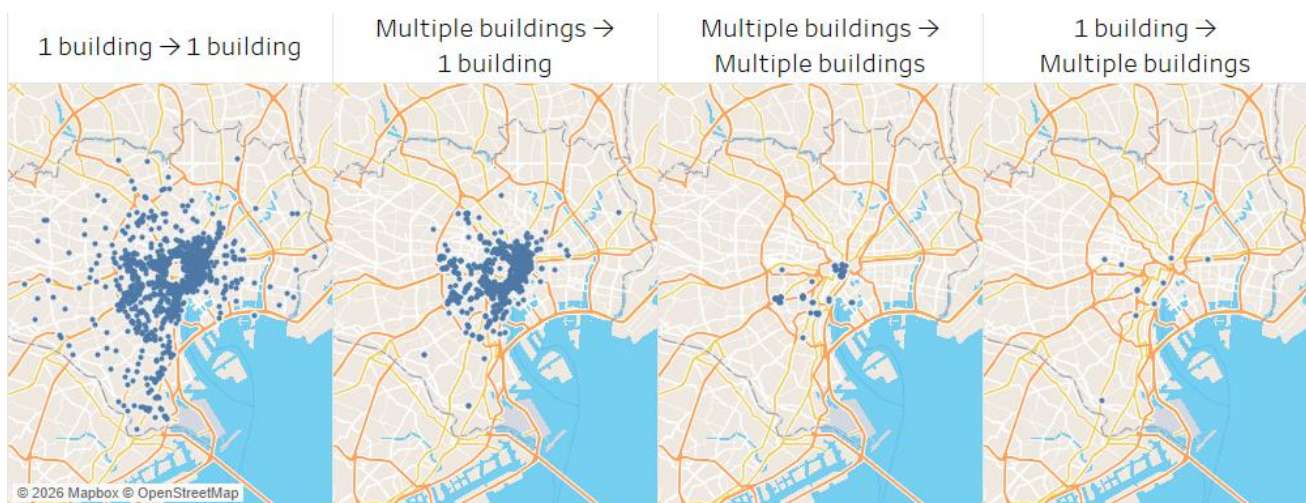 1 building → 1 building
Multiple buildings →
1 building
Multiple buildings →
Multiple buildings
1 building →
Multiple buildings
© 2026 Mapbox © OpenStreetMap